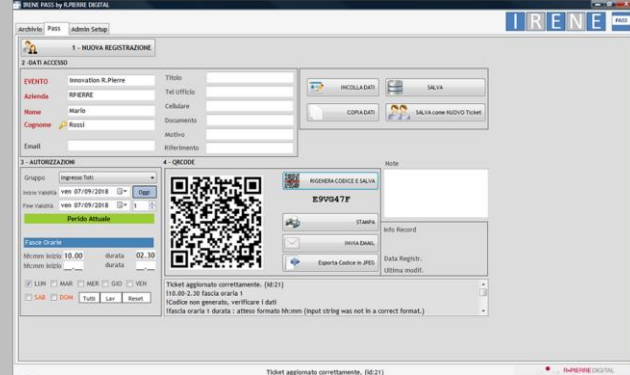 IRENE PASS by R.PIERRE DIGITAL
IRENE PASS
Archivio Pass Admin Setup
1 - NUOVA REGISTRAZIONE
2 -DATI ACCESSO
EVENTO Innovation R.Pierre
Azienda RPIERRE
Nome Mario
Cognome Rossi
Email
Titolo
Tel Ufficio
Cellulare
Documento
Motivo
Riferimento
INCOLLA DATI
SALVA
COPIA DATI
SALVA come NUOVO Ticket
3 - AUTORIZZAZIONI
Gruppo Ingresso Toti
Inizio Validità ven 07/09/2018 Oggi
Fine Validità ven 07/09/2018 1
Perido Attuale
Fasce Orarie
hh:mm inizio 10.00 durata 02.30
hh:mm inizio __.__ durata __.__
LUN MAR MER GIO VEN
SAB DOM Tutti Lav Reset
4 - QRCODE
RIGENERA CODICE E SALVA
E9VG47F
STAMPA
INVIA EMAIL
Esporta Codice in JPEG
Note
Info Record
Data Registr.
Ultima modif.
Ticket aggiornato correttamente. (id:21)
!10.00-2.30 fascia oraria 1
!Codice non generato, verificare i dati
!fascia oraria 1 durata : atteso formato hh:mm (input string was not in a correct format.)
Ticket aggiornato correttamente. (id:21)
R-PIERRE DIGITAL